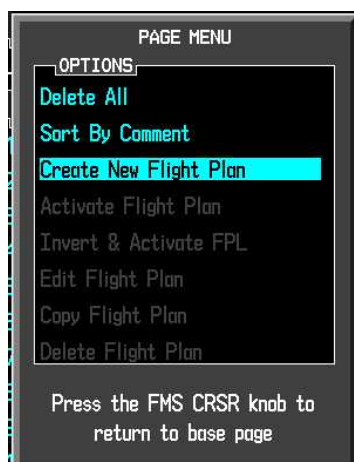 PAGE MENU
OPTIONS
Delete All
Sort By Comment
Create New Flight Plan
Activate Flight Plan
Invert & Activate FPL
Edit Flight Plan
Copy Flight Plan
Delete Flight Plan
Press the FMS CRSR knob to
return to base page